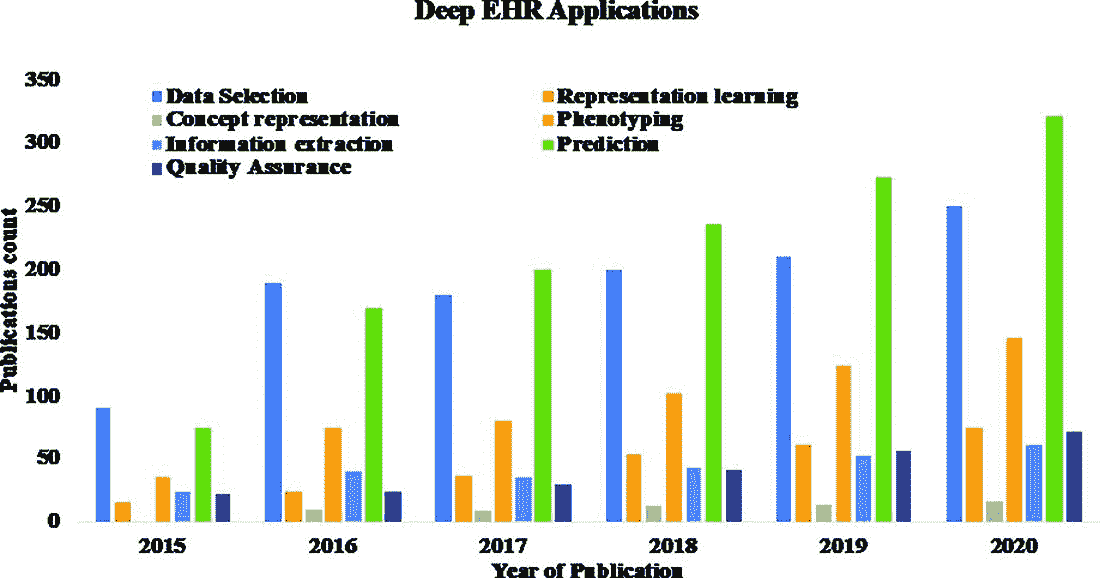 Deep EHR Applications
350
Data Selection
Representation learning
Concept representation
Phenotyping
300
Information extraction
Prediction
Quality Assurance
250
200
150
100
50
0
Publications count
2015 2016 2017 2018 2019 2020
Year of Publication